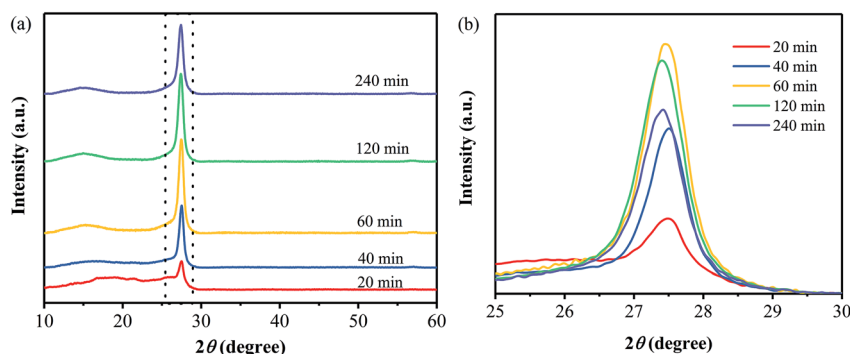 (a)
Intensity (a.u.)
240 min
120 min
60 min
40 min
20 min
10 20 30 40 50 60
2θ (degree)
(b)
Intensity (a.u.)
20 min
40 min
60 min
120 min
240 min
25 26 27 28 29 30
2θ (degree)